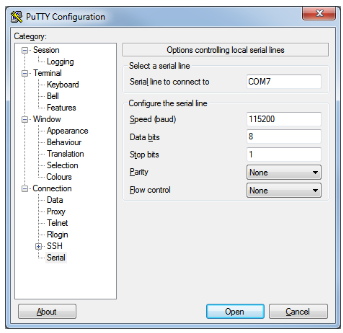 PuTTY Configuration
Category:
Session
Logging
Terminal
Keyboard
Bell
Features
Window
Appearance
Behaviour
Translation
Selection
Colours
Connection
Data
Proxy
Telnet
Rlogin
SSH
Serial
Options controlling local serial lines
Select a serial line
Serial line to connect to COM7
Configure the serial line
Speed (baud) 115200
Data bits 8
Stop bits 1
Parity None
Flow control None
About Open Cancel